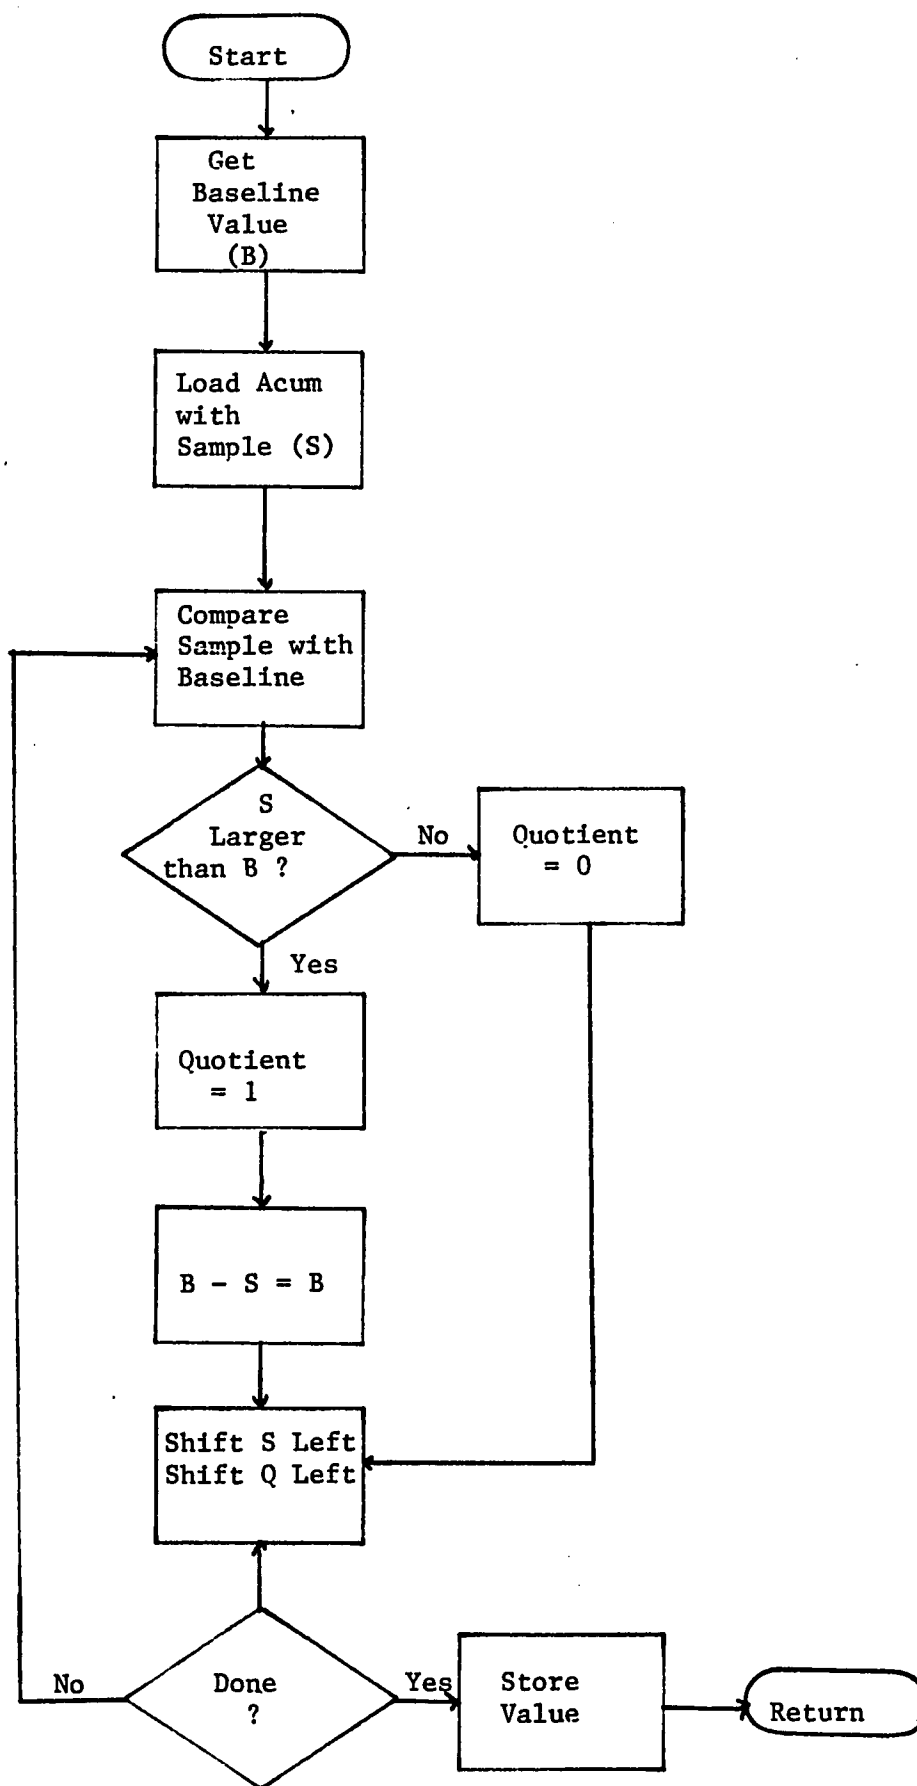 Start
Get
Baseline
Value
(B)
Load Acum
with
Sample (S)
Compare
Sample with
Baseline
S
Larger
than B ?
No
Quotient
= 0
Yes
Quotient
= 1
B - S = B
Shift S Left
Shift Q Left
Done
?
No
Yes
Store
Value
Return